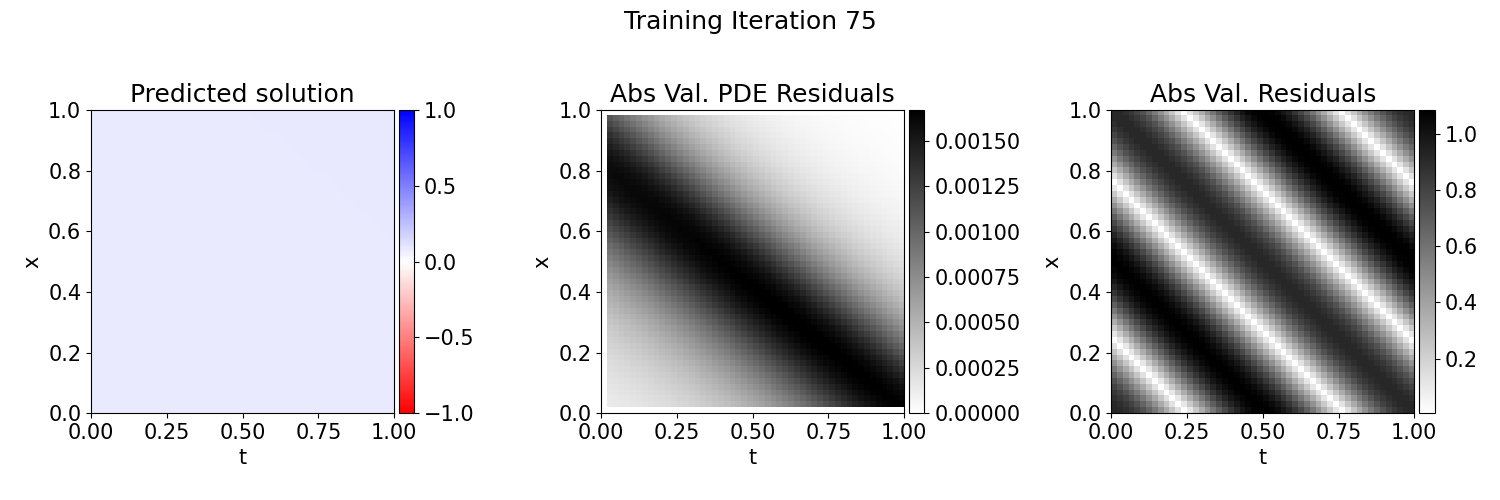 Training Iteration 75
Predicted solution
1.0
0.8
0.6
0.4
0.2
0.0
x
0.00 0.25 0.50 0.75 1.00
t
1.0
0.5
0.0
−0.5
−1.0
Abs Val. PDE Residuals
1.0
0.8
0.6
0.4
0.2
0.0
x
0.00 0.25 0.50 0.75 1.00
t
0.00150
0.00125
0.00100
0.00075
0.00050
0.00025
0.00000
Abs Val. Residuals
1.0
0.8
0.6
0.4
0.2
0.0
x
0.00 0.25 0.50 0.75 1.00
t
1.0
0.8
0.6
0.4
0.2